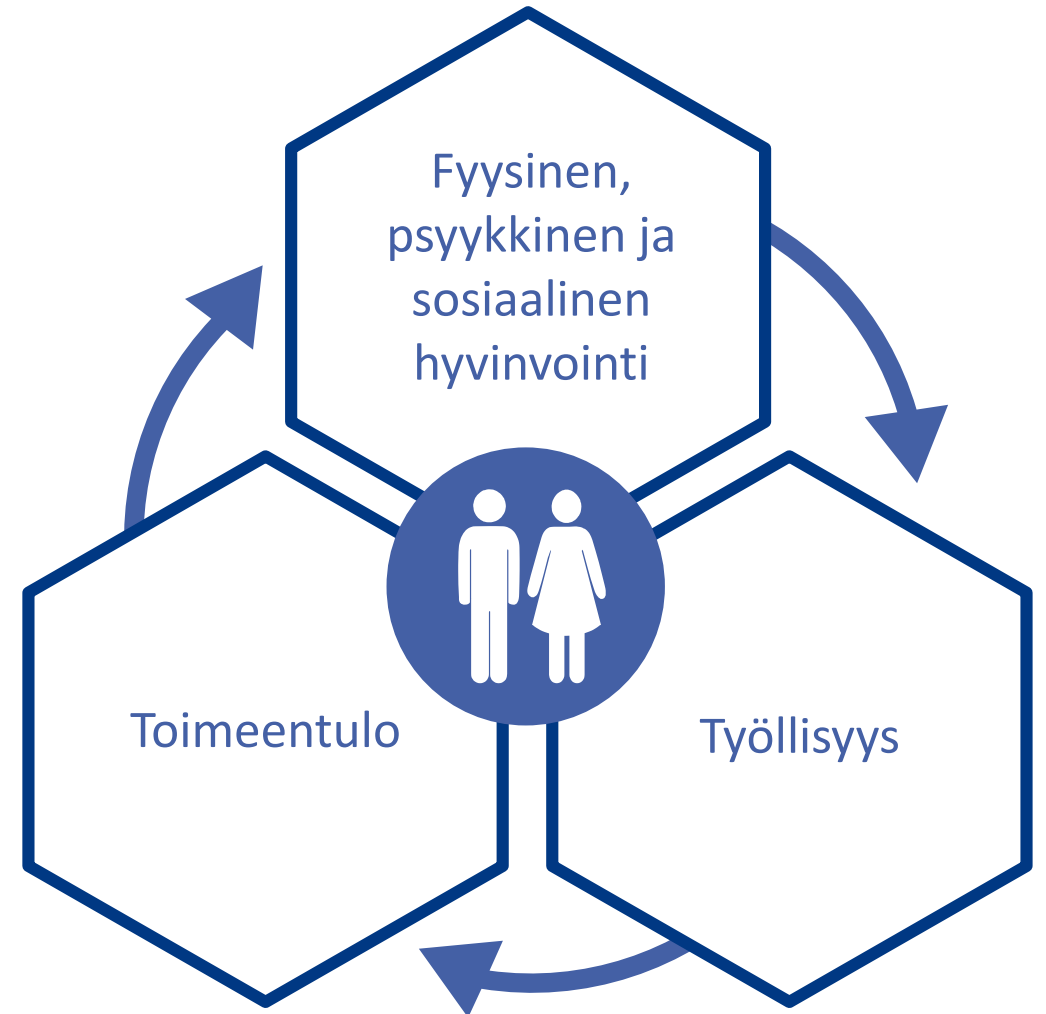 Fyysinen,
psyykkinen ja
sosiaalinen
hyvinvointi
Toimeentulo
Työllisyys